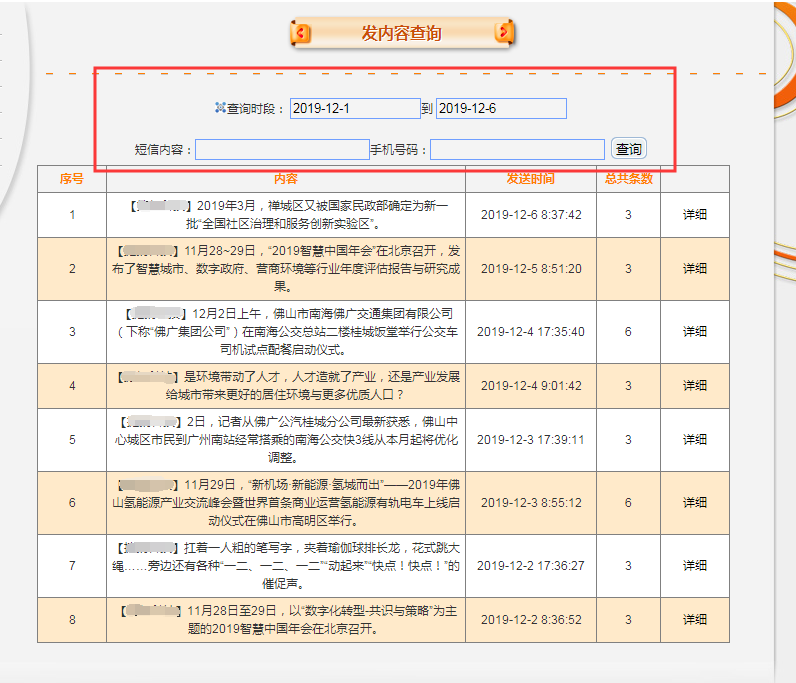 发内容查询
查询时段： 2019-12-1 到 2019-12-6
短信内容： 手机号码： 查询
序号 内容 发送时间 总共条数
1 【】2019年3月，禅城区又被国家民政部确定为新一 2019-12-6 8:37:42 3 详细
批“全国社区治理和服务创新实验区”。
2 【】11月28~29日，“2019智慧中国年会”在北京召开，发
布了智慧城市、数字政府、营商环境等行业年度评估报告与研究成 2019-12-5 8:51:20 3 详细
果。
3 【】12月2日上午，佛山市南海佛广交通集团有限公司
（下称“佛广集团公司”）在南海公交总站二楼桂城饭堂举行公交车 2019-12-4 17:35:40 6 详细
司机试点配餐启动仪式。
4 【】是环境带动了人才，人才造就了产业，还是产业发展 2019-12-4 9:01:42 3 详细
给城市带来更好的居住环境与更多优质人口？
5 【】2日，记者从佛广公汽桂城分公司最新获悉，佛山中
心城区市民到广州南站经常搭乘的南海公交快3线从本月起将优化 2019-12-3 17:39:11 3 详细
调整。
6 【】11月29日，“新机场·新能源·氢城而出”——2019年佛
山氢能源产业交流峰会暨世界首条商业运营氢能源有轨电车上线启 2019-12-3 8:55:12 6 详细
动仪式在佛山市高明区举行。
7 【】扛着一人粗的笔写字，夹着瑜伽球排长龙，花式跳大
绳……旁边还有各种“一二、一二、一二”“动起来”“快点！快点！”的 2019-12-2 17:36:27 3 详细
催促声。
8 【】11月28日至29日，以“数字化转型-共识与策略”为主 2019-12-2 8:36:52 3 详细
题的2019智慧中国年会在北京召开。